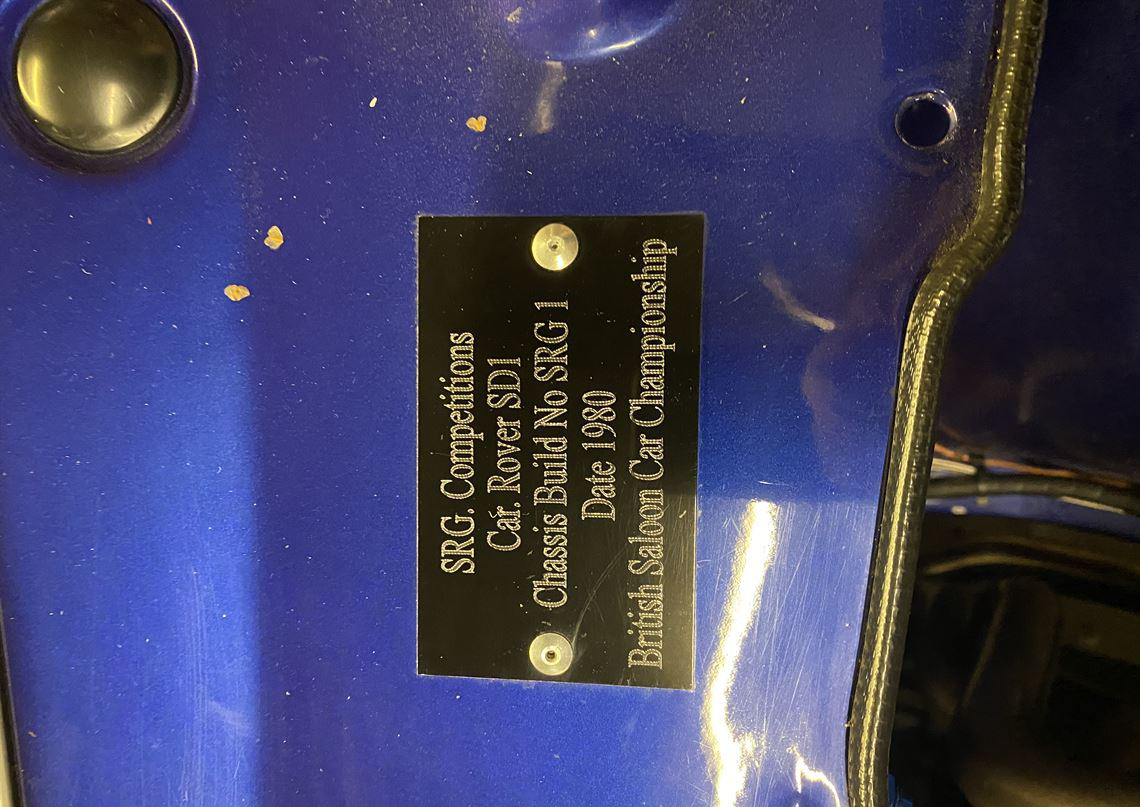 SRG. Competitions
Car. Rover SD1
Chassis Build No SRG 1
Date 1980
British Saloon Car Championship